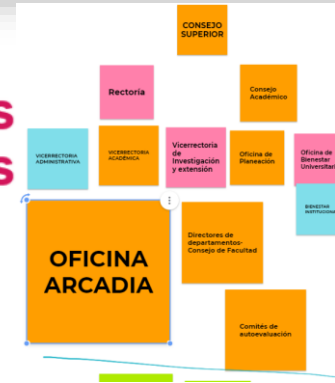 CONSEJO
SUPERIOR
Rectoría
Consejo
Académico
s
s
VICERRECTORIA
ADMINISTRATIVA
VICERRECTORIA
ACADÉMICA
Vicerrectoría
de
Investigación
y extensión
Oficina de
Planeación
Oficina de
Bienestar
Universitari
BIENESTAR
INSTITUCIONAL
OFICINA
ARCADIA
Directores de
departamentos-
Consejo de Facultad
Comités de
autoevaluación